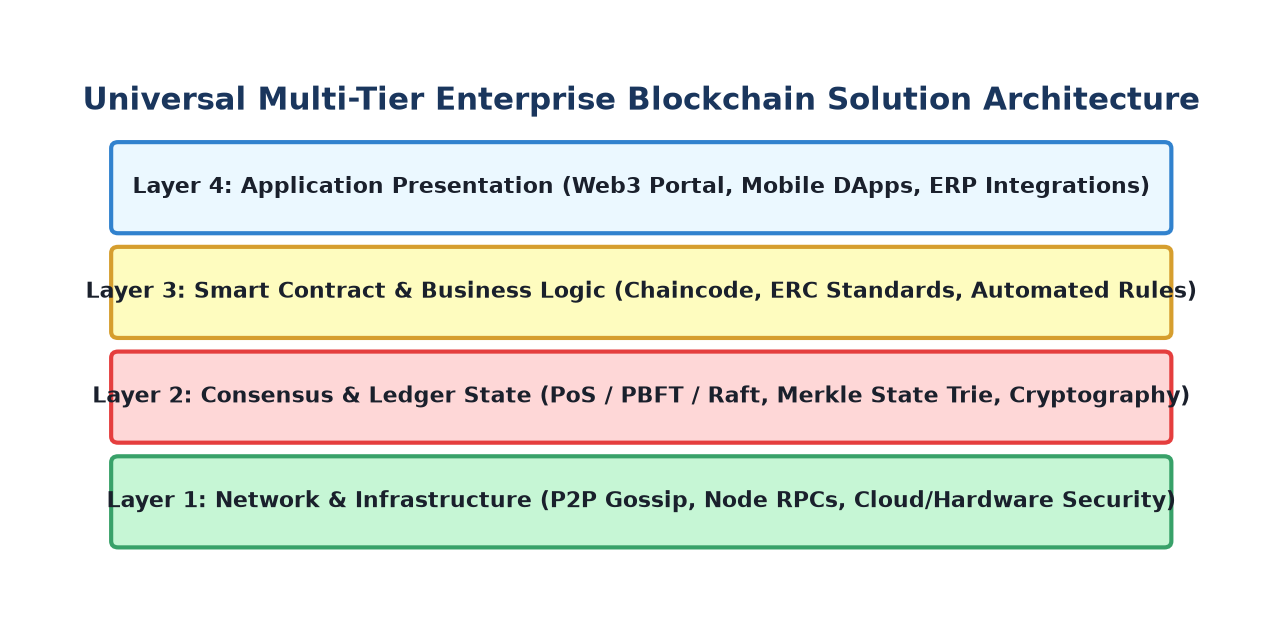 Universal Multi-Tier Enterprise Blockchain Solution Architecture
Layer 4: Application Presentation (Web3 Portal, Mobile DApps, ERP Integrations)
Layer 3: Smart Contract & Business Logic (Chaincode, ERC Standards, Automated Rules)
Layer 2: Consensus & Ledger State (PoS / PBFT / Raft, Merkle State Trie, Cryptography)
Layer 1: Network & Infrastructure (P2P Gossip, Node RPCs, Cloud/Hardware Security)